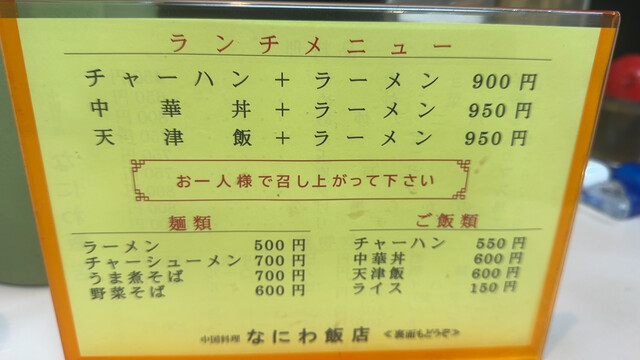 ランチメニュー
チャーハン＋ラーメン 900円
中華丼＋ラーメン 950円
天津飯＋ラーメン 950円
お一人様で召し上がって下さい
麺類
ラーメン 500円
チャーシューメン 700円
うま煮そば 700円
野菜そば 600円
ご飯類
チャーハン 550円
中華丼 600円
天津飯 600円
ライス 150円
中国料理 なにわ飯店 ≪裏面もどうぞ≫